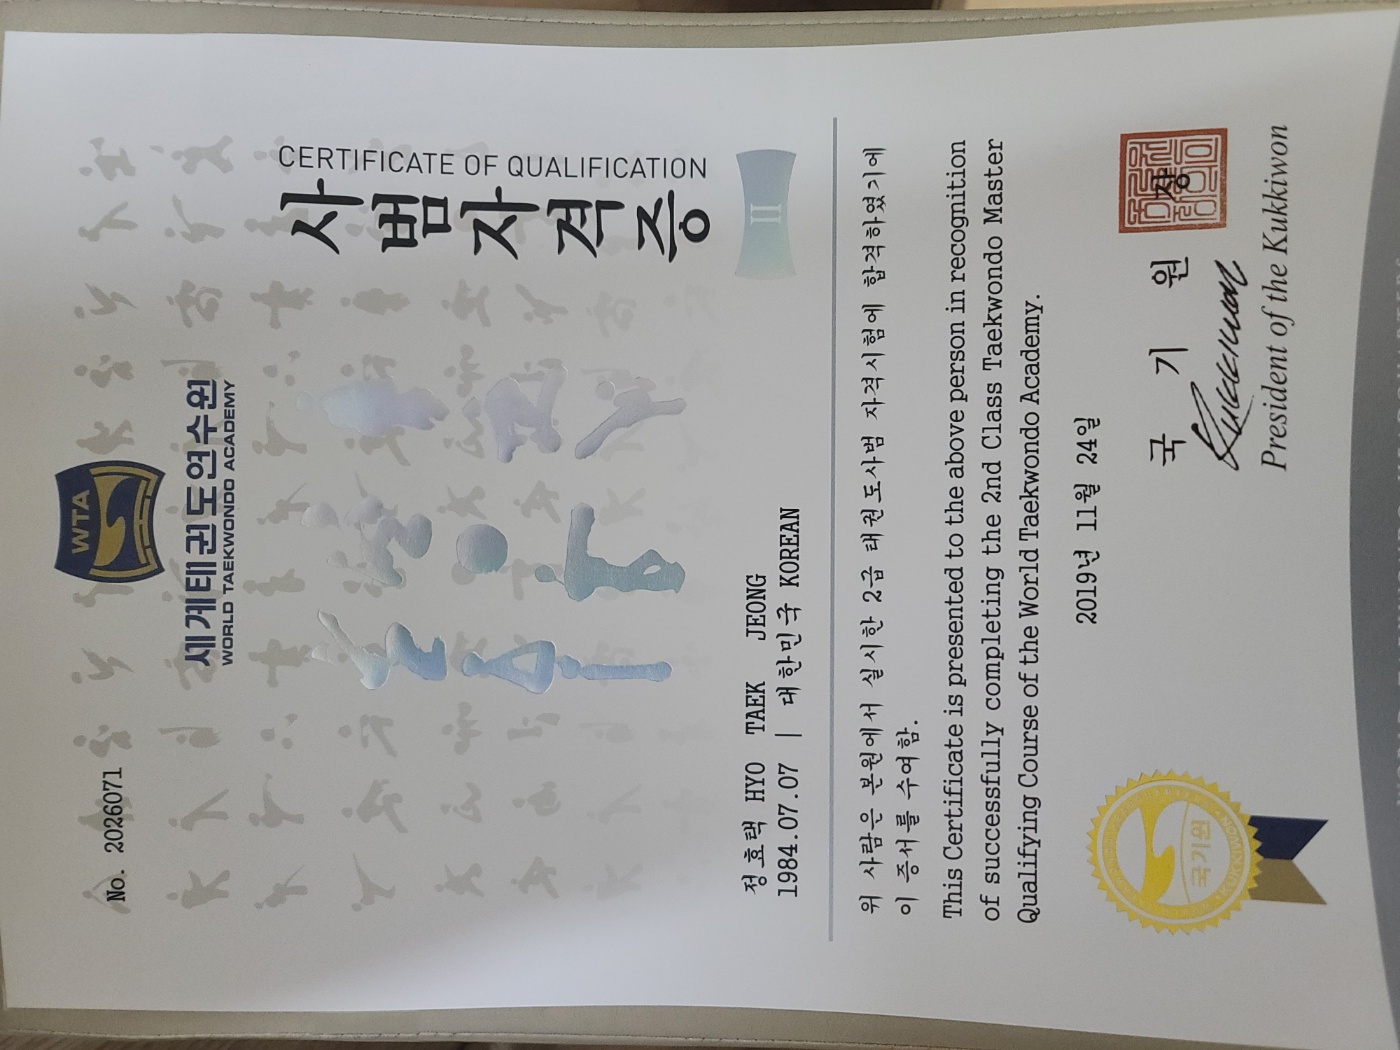 No. 2026071
WTA
세계태권도연수원
WORLD TAEKWONDO ACADEMY
CERTIFICATE OF QUALIFICATION
사범자격증
II
정효택 HYO TAEK JEONG
1984.07.07 | 대한민국 KOREAN
위 사람은 본원에서 실시한 2급 태권도사범 자격시험에 합격하였기에
이 증서를 수여함.
This Certificate is presented to the above person in recognition
of successfully completing the 2nd Class Taekwondo Master
Qualifying Course of the World Taekwondo Academy.
2019년 11월 24일
국기원장
Kukkiwon
President of the Kukkiwon
국기원